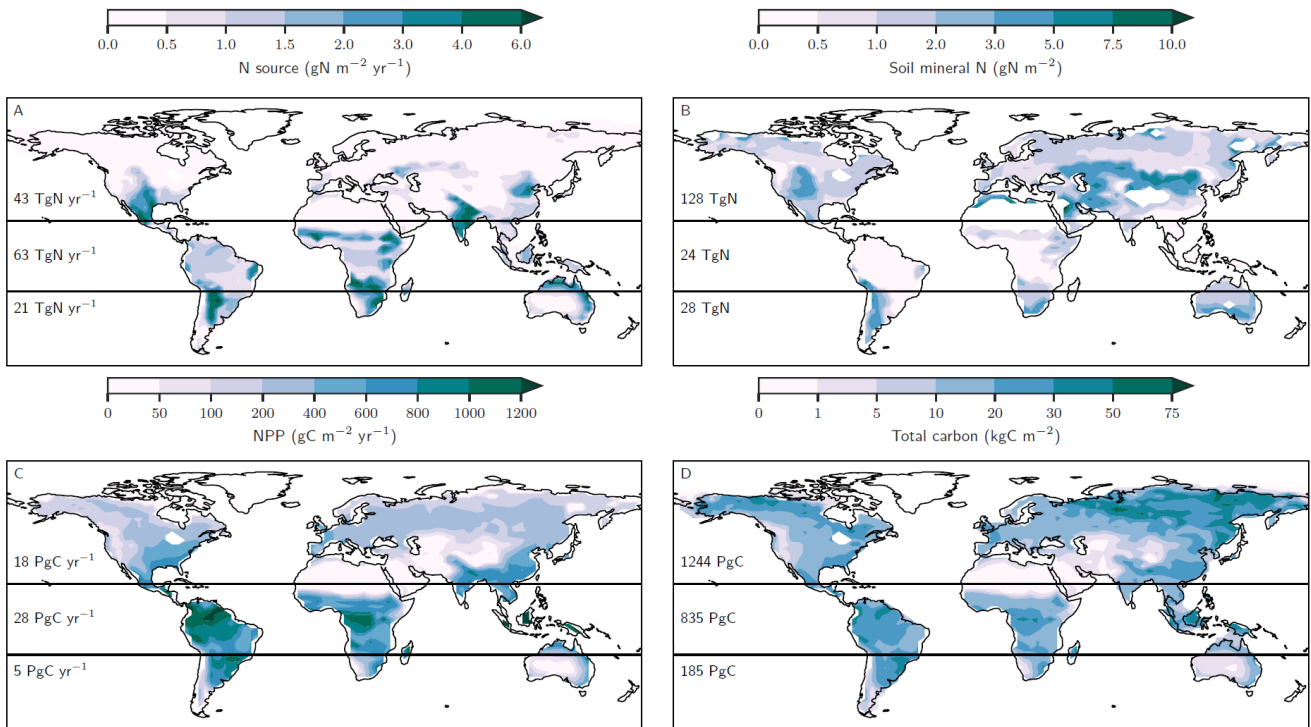 0.0 0.5 1.0 1.5 2.0 3.0 4.0 6.0
N source (gN m⁻² yr⁻¹)
0.0 0.5 1.0 2.0 3.0 5.0 7.5 10.0
Soil mineral N (gN m⁻²)
A
43 TgN yr⁻¹
63 TgN yr⁻¹
21 TgN yr⁻¹
B
128 TgN
24 TgN
28 TgN
0 50 100 200 400 800 1000 1200
NPP (gC m⁻² yr⁻¹)
0 1 5 10 20 30 50 75
Total carbon (kgC m⁻²)
C
18 PgC yr⁻¹
28 PgC yr⁻¹
5 PgC yr⁻¹
D
1244 PgC
835 PgC
185 PgC